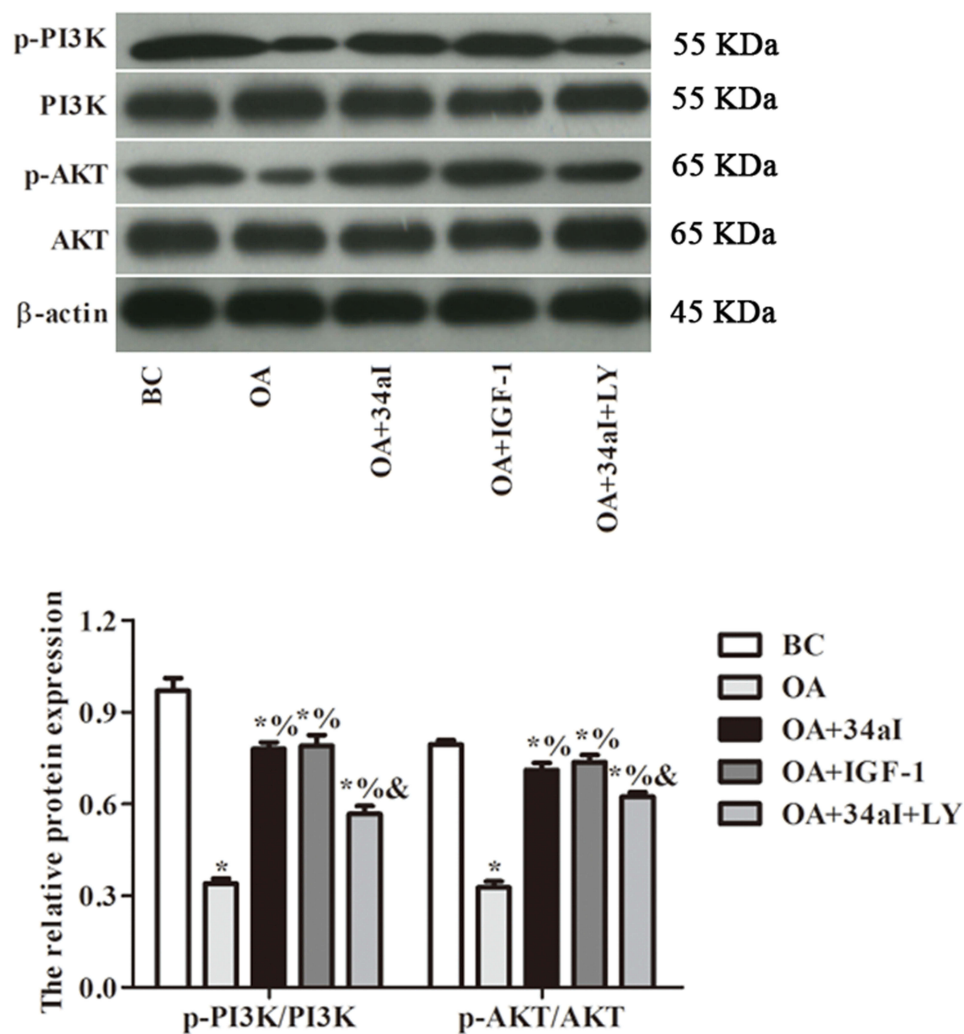 p-PI3K 55 KDa
PI3K 55 KDa
p-AKT 65 KDa
AKT 65 KDa
β-actin 45 KDa
BC
OA
OA+34aI
OA+IGF-1
OA+34aI+LY
The relative protein expression
1.2
0.9
0.6
0.3
0.0
*
*%
*%
*%&
*
*%
*%
*%&
p-PI3K/PI3K
p-AKT/AKT
BC
OA
OA+34aI
OA+IGF-1
OA+34aI+LY